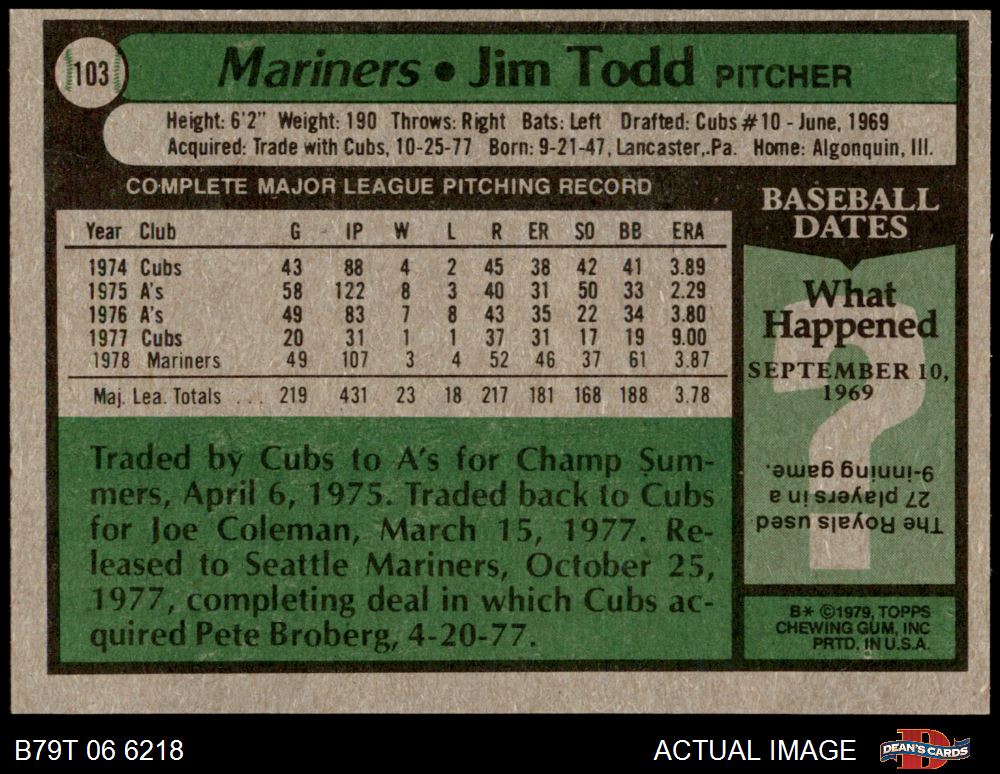 103
Mariners • Jim Todd PITCHER
Height: 6'2" Weight: 190 Throws: Right Bats: Left Drafted: Cubs #10 - June, 1969
Acquired: Trade with Cubs, 10-25-77 Born: 9-21-47, Lancaster, Pa. Home: Algonquin, Ill.
COMPLETE MAJOR LEAGUE PITCHING RECORD
Year Club G IP W L R ER SO BB ERA
1974 Cubs 43 88 4 2 45 38 42 41 3.89
1975 A's 58 122 8 3 40 31 50 33 2.29
1976 A's 49 83 7 8 43 35 22 34 3.80
1977 Cubs 20 31 1 1 37 31 17 19 9.00
1978 Mariners 49 107 3 4 52 46 37 61 3.87
Maj. Lea. Totals ... 219 431 23 18 217 181 168 188 3.78
Traded by Cubs to A's for Champ Sum-
mers, April 6, 1975. Traded back to Cubs
for Joe Coleman, March 15, 1977. Re-
leased to Seattle Mariners, October 25,
1977, completing deal in which Cubs ac-
quired Pete Broberg, 4-20-77.
BASEBALL
DATES
What
Happened
SEPTEMBER 10,
1969
The Royals used
27 players in a
9-inning game.
B* ©1979, TOPPS
CHEWING GUM, INC
PRTD. IN U.S.A.
B79T 06 6218
ACTUAL IMAGE
DEAN'S CARDS